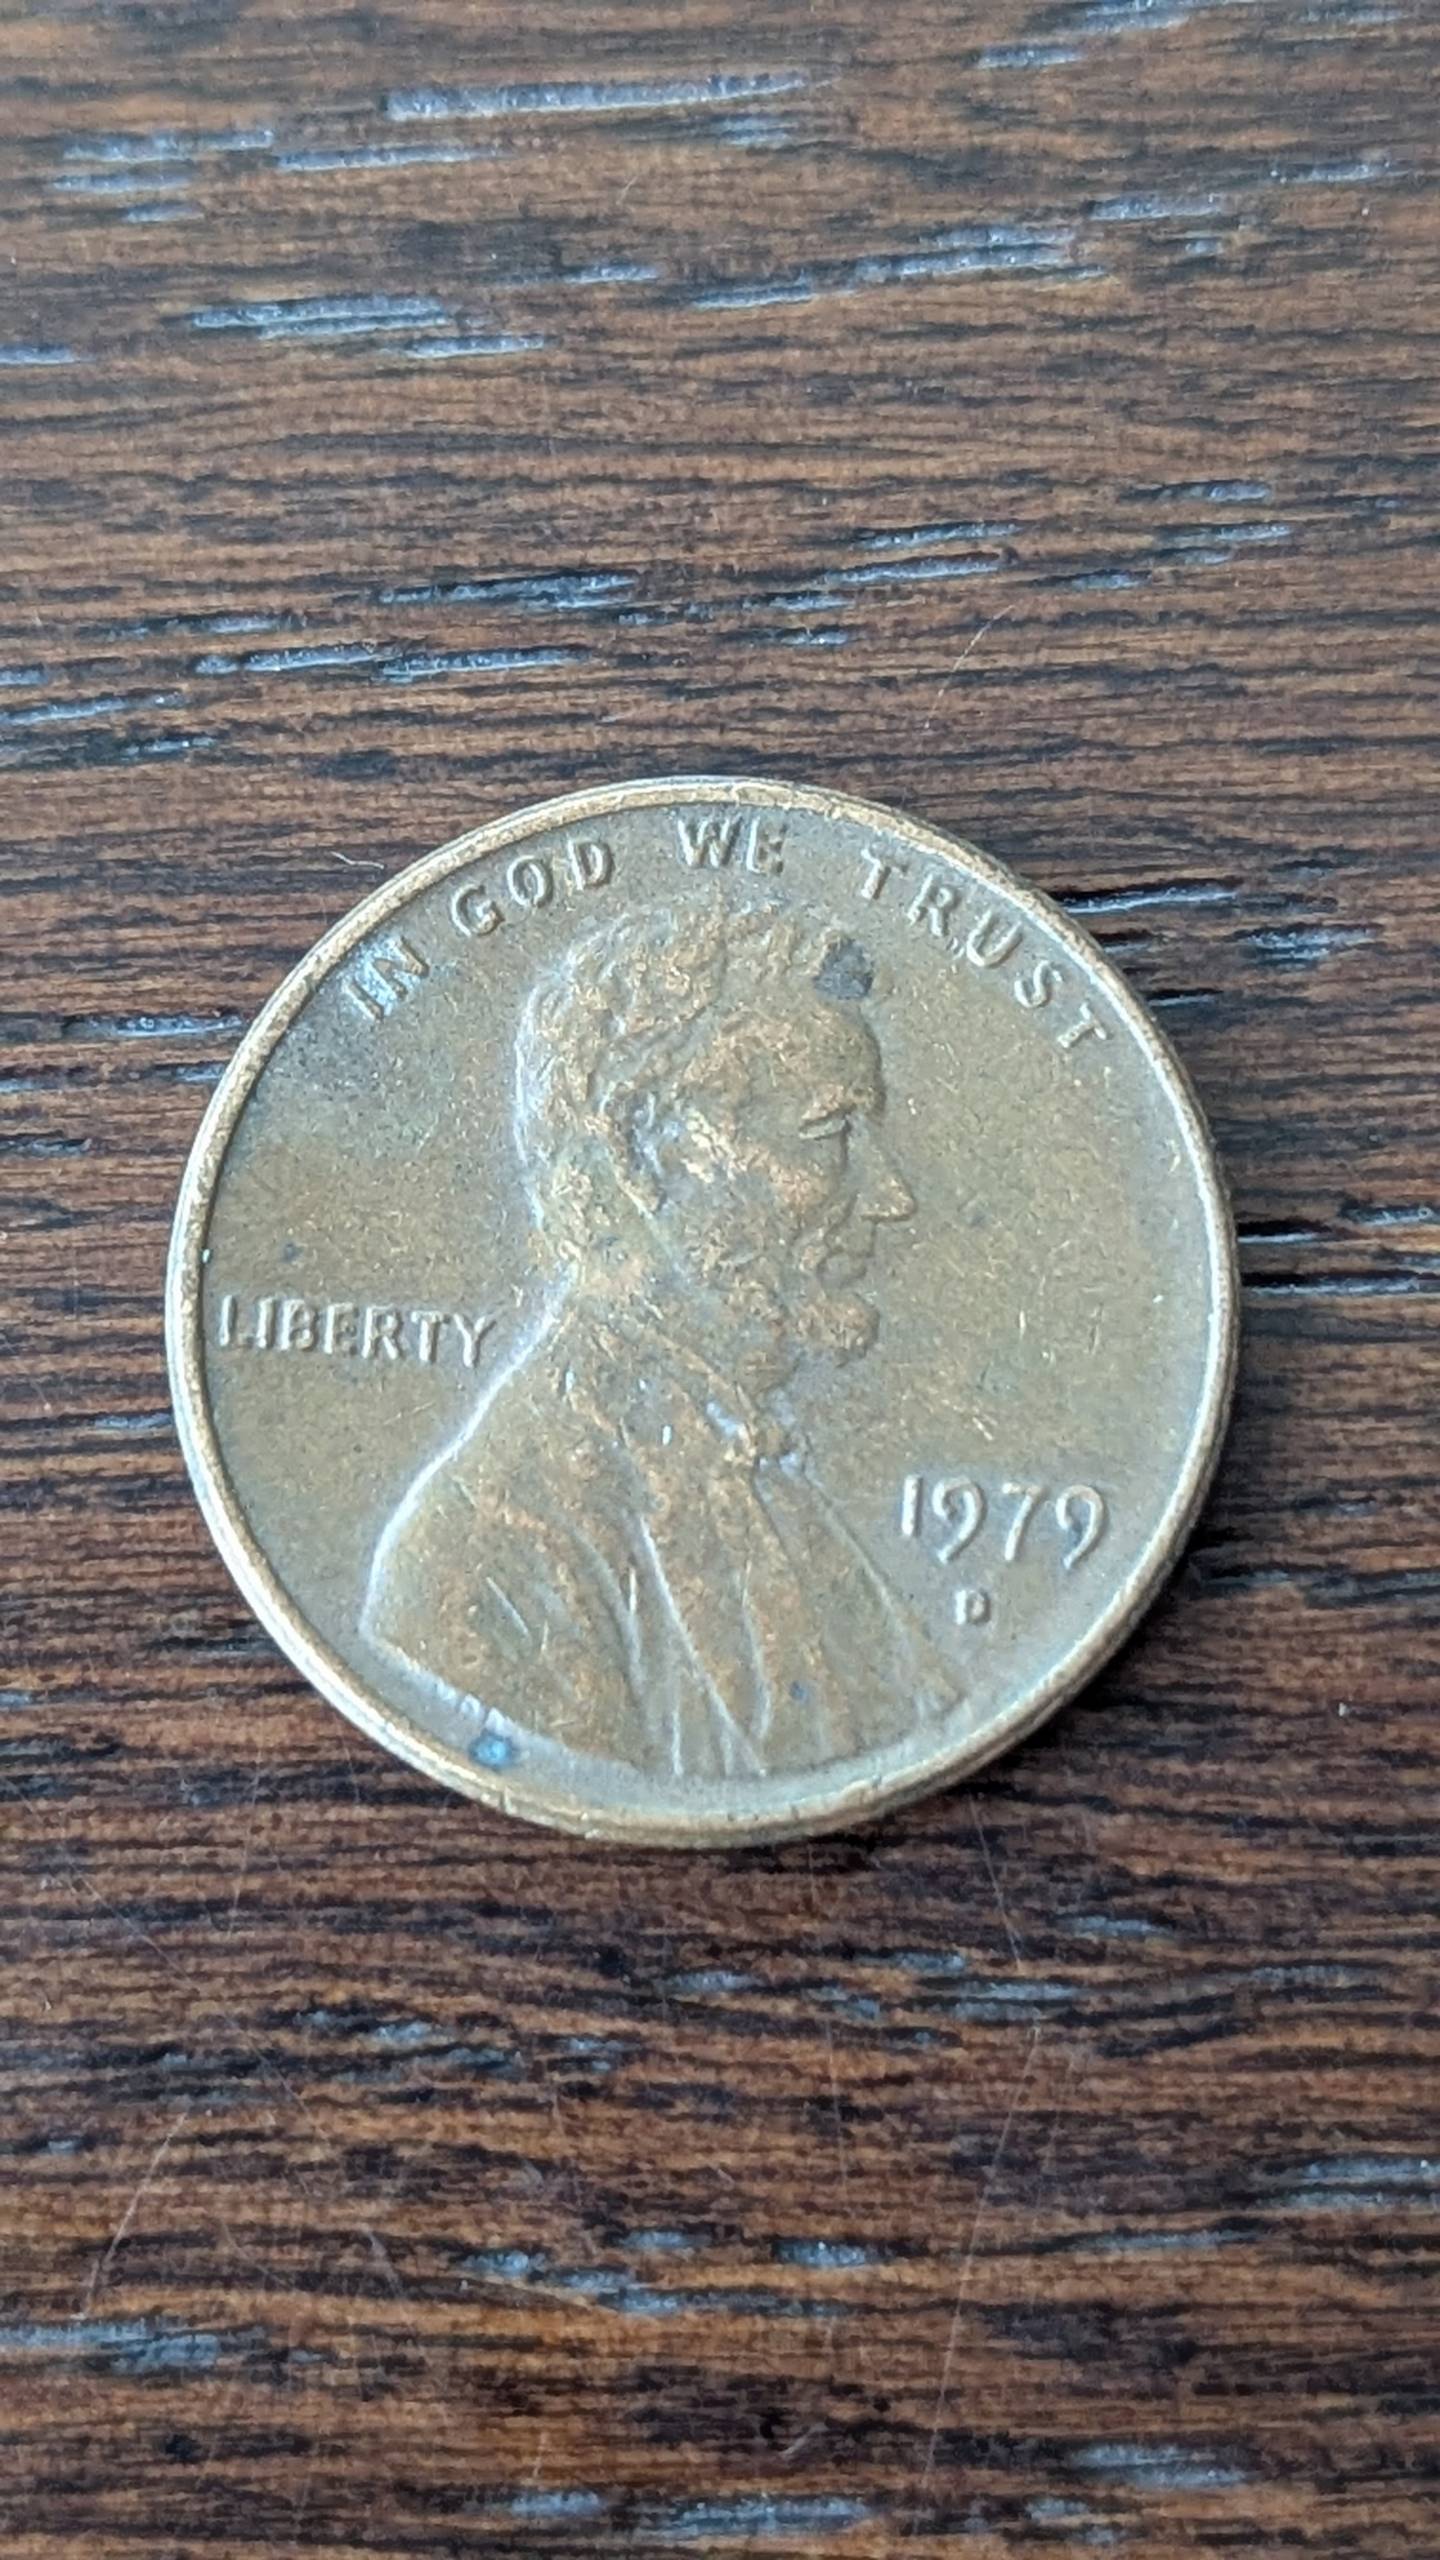 IN GOD WE TRUST
LIBERTY
1979
D